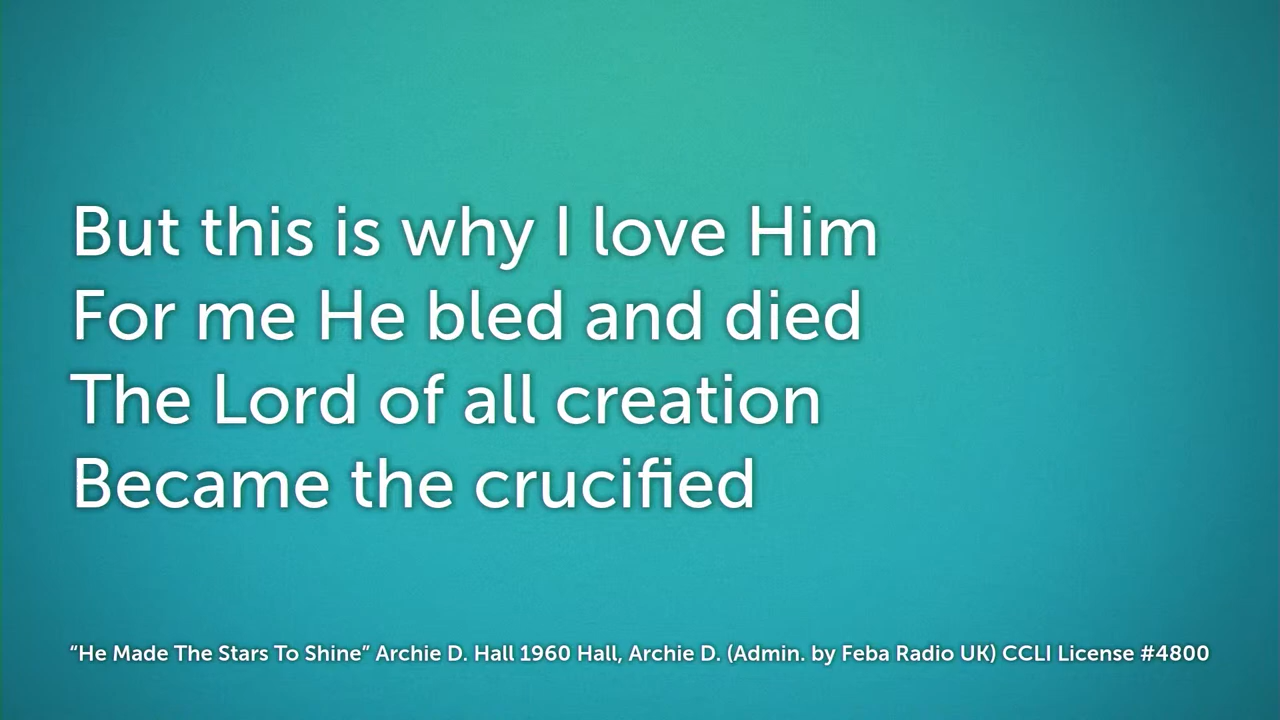 But this is why I love Him
For me He bled and died
The Lord of all creation
Became the crucified
“He Made The Stars To Shine” Archie D. Hall 1960 Hall, Archie D. (Admin. by Feba Radio UK) CCLI License #4800